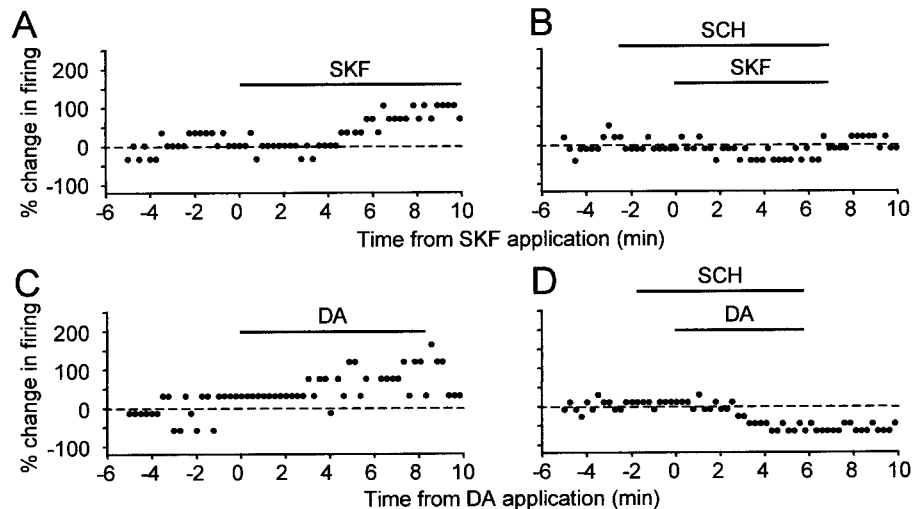 A
B
SCH
SKF
SKF
% change in firing
200
100
0
-100
-6 -4 -2 0 2 4 6 8 10
-6 -4 -2 0 2 4 6 8 10
Time from SKF application (min)
C
D
SCH
DA
DA
% change in firing
200
100
0
-100
-6 -4 -2 0 2 4 6 8 10
-6 -4 -2 0 2 4 6 8 10
Time from DA application (min)